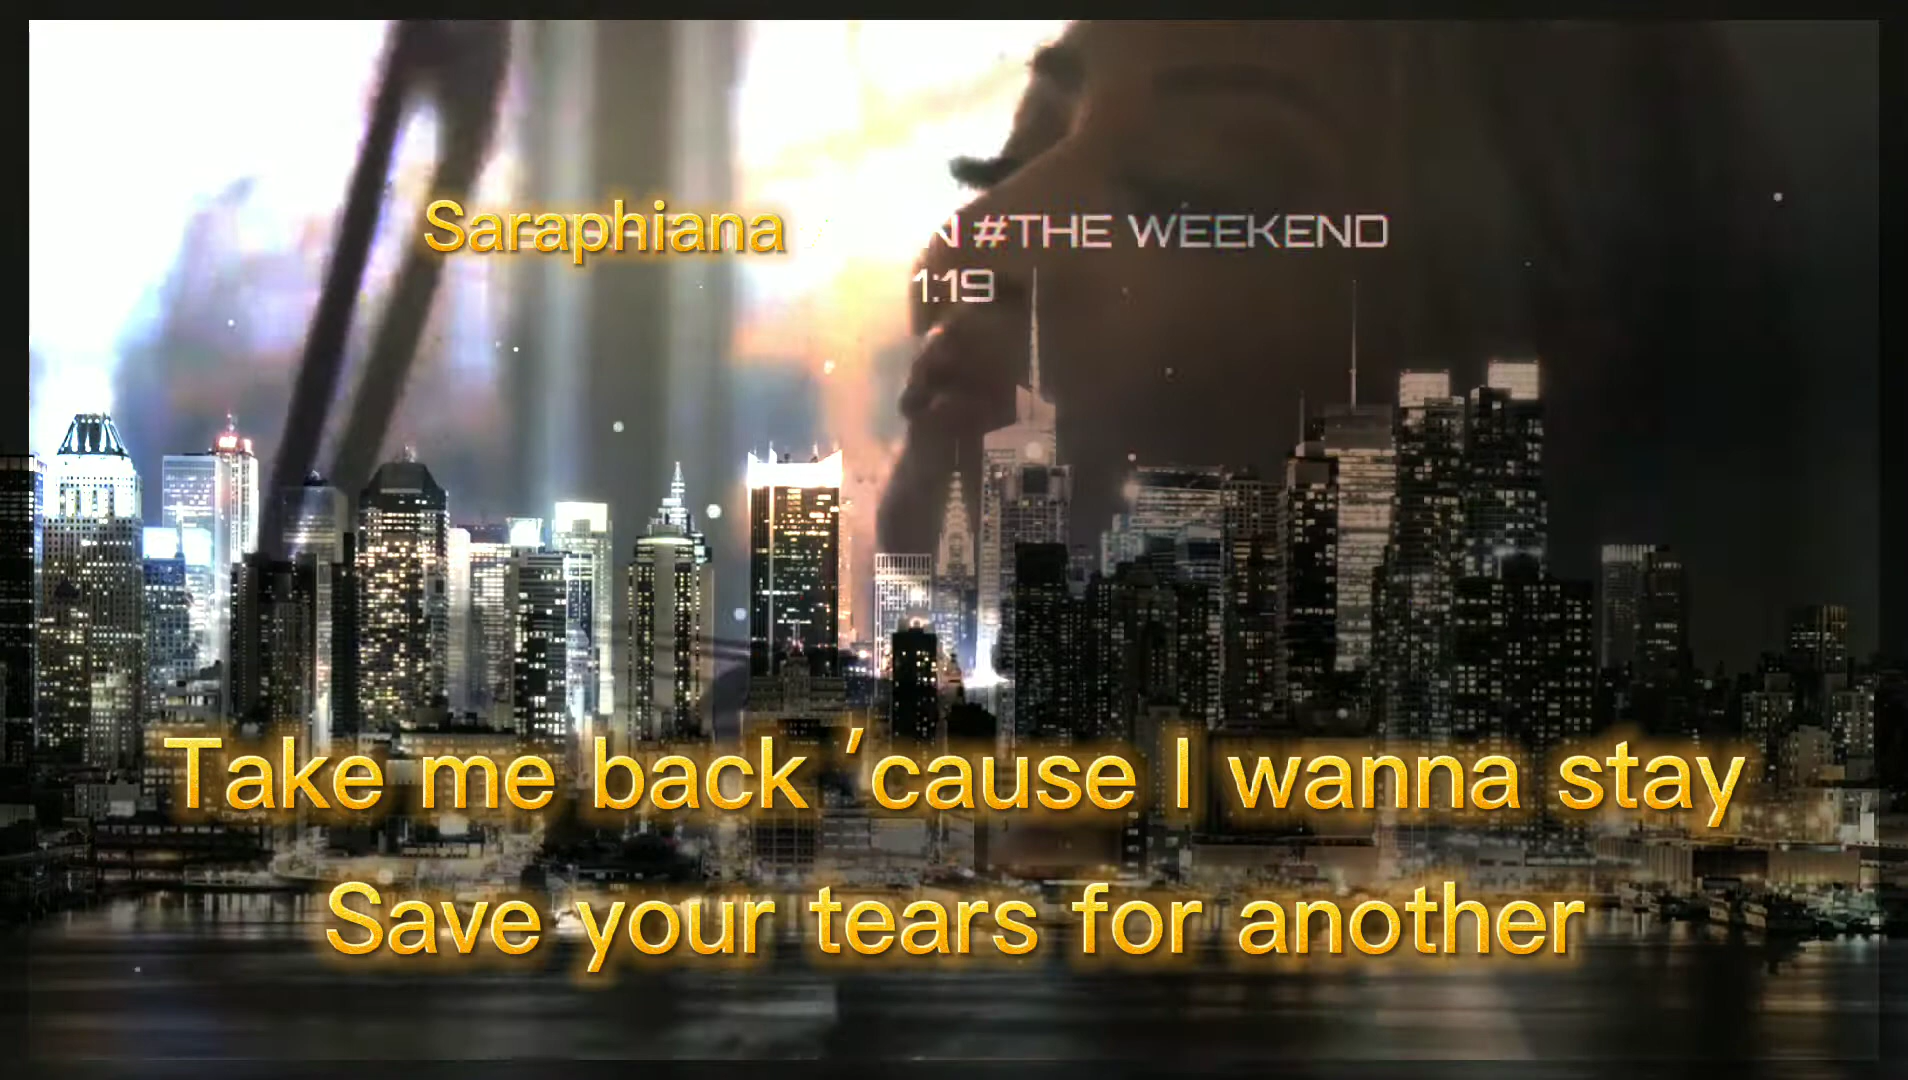 Saraphiana #THE WEEKEND
1:19
Take me back ’cause I wanna stay
Save your tears for another